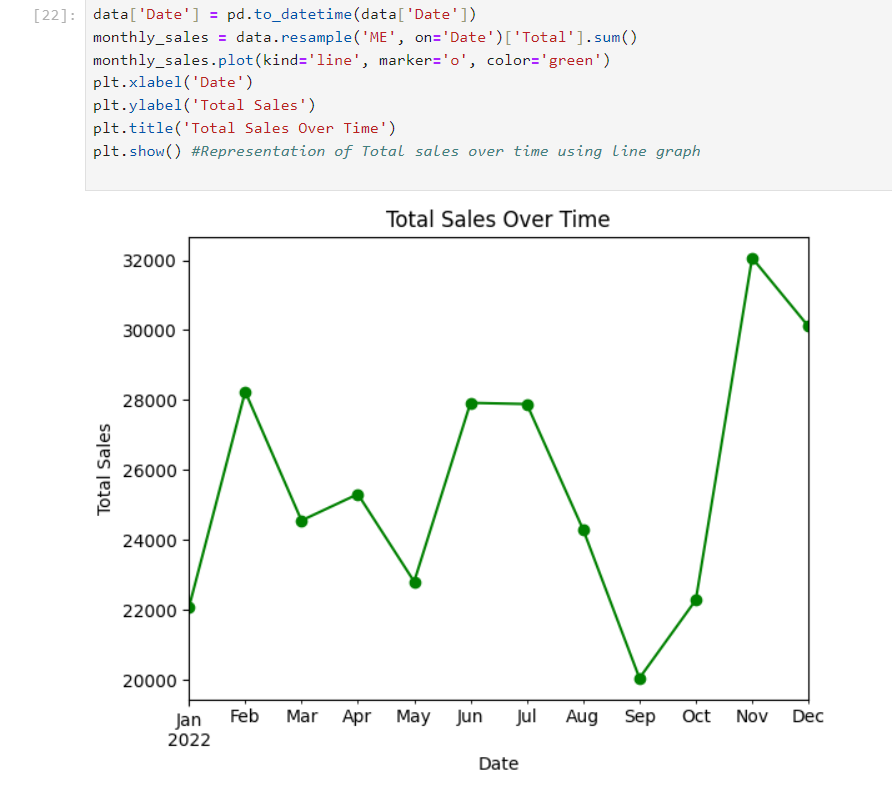 [22]: data['Date'] = pd.to_datetime(data['Date'])
monthly_sales = data.resample('ME', on='Date')['Total'].sum()
monthly_sales.plot(kind='line', marker='o', color='green')
plt.xlabel('Date')
plt.ylabel('Total Sales')
plt.title('Total Sales Over Time')
plt.show() #Representation of Total sales over time using line graph
Total Sales Over Time
Total Sales
32000
30000
28000
26000
24000
22000
20000
Jan Feb Mar Apr May Jun Jul Aug Sep Oct Nov Dec
2022
Date